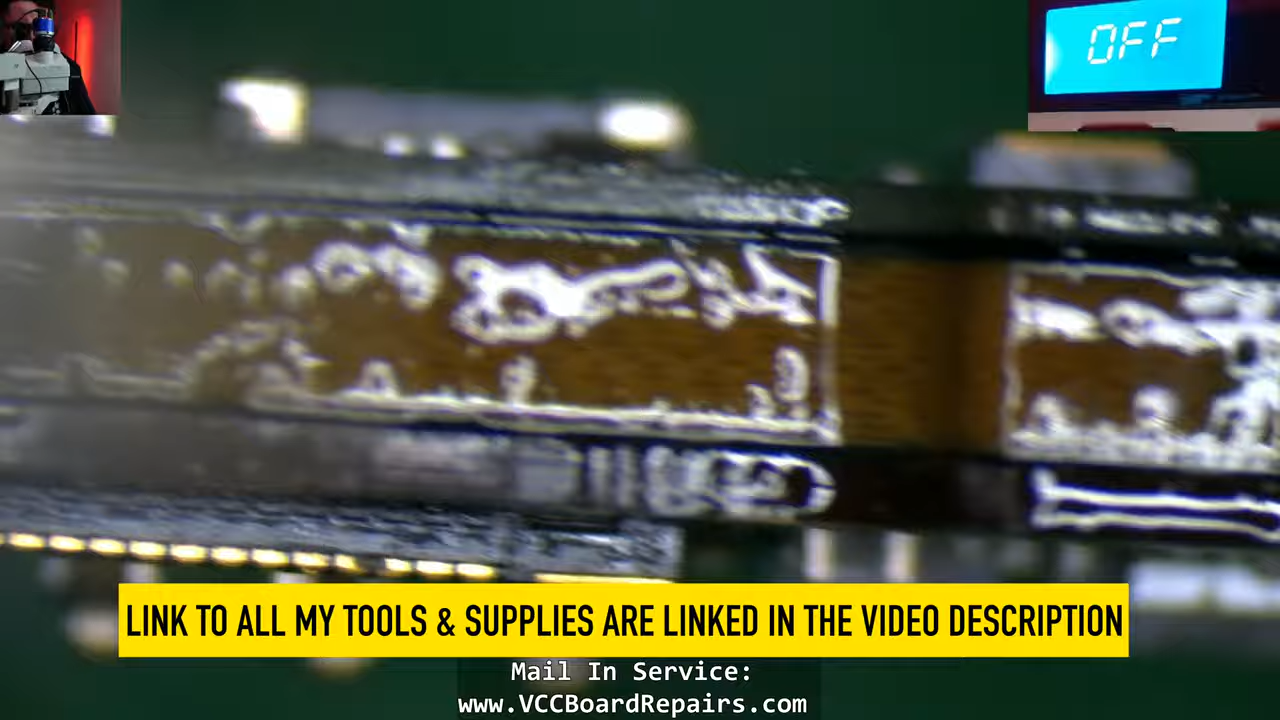 OFF
LINK TO ALL MY TOOLS & SUPPLIES ARE LINKED IN THE VIDEO DESCRIPTION
Mail In Service:
www.VCCBoardRepairs.com